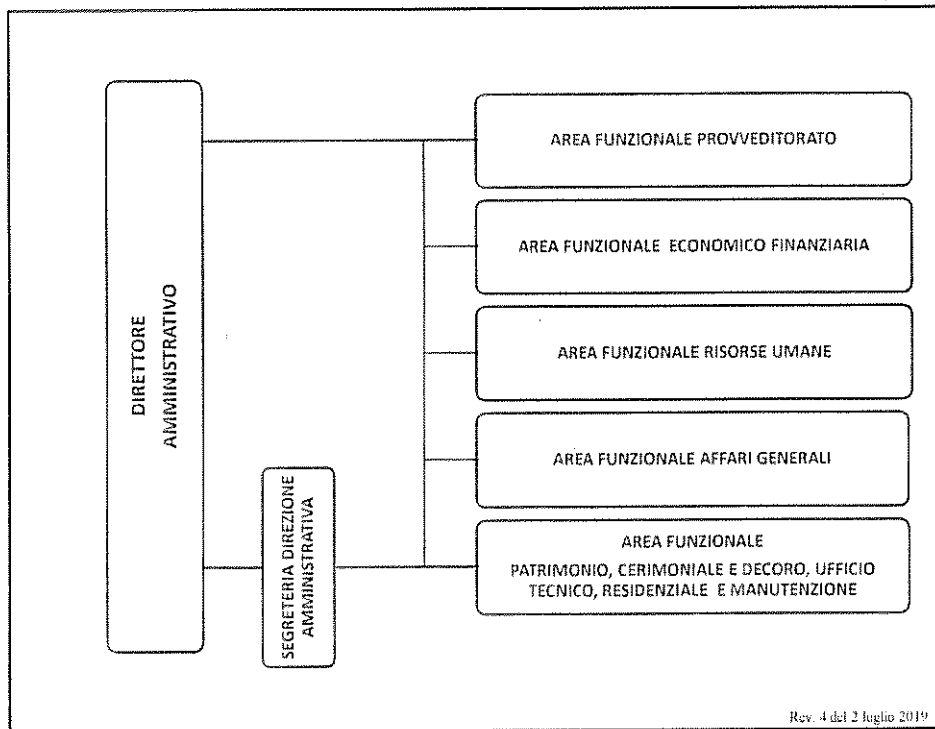 DIRETTORE
AMMINISTRATIVO
SEGRETERIA DIREZIONE
AMMINISTRATIVA
AREA FUNZIONALE PROVVEDITORATO
AREA FUNZIONALE ECONOMICO FINANZIARIA
AREA FUNZIONALE RISORSE UMANE
AREA FUNZIONALE AFFARI GENERALI
AREA FUNZIONALE
PATRIMONIO, CERIMONIALE E DECORO, UFFICIO
TECNICO, RESIDENZIALE E MANUTENZIONE
Rev. 4 del 2 luglio 2019